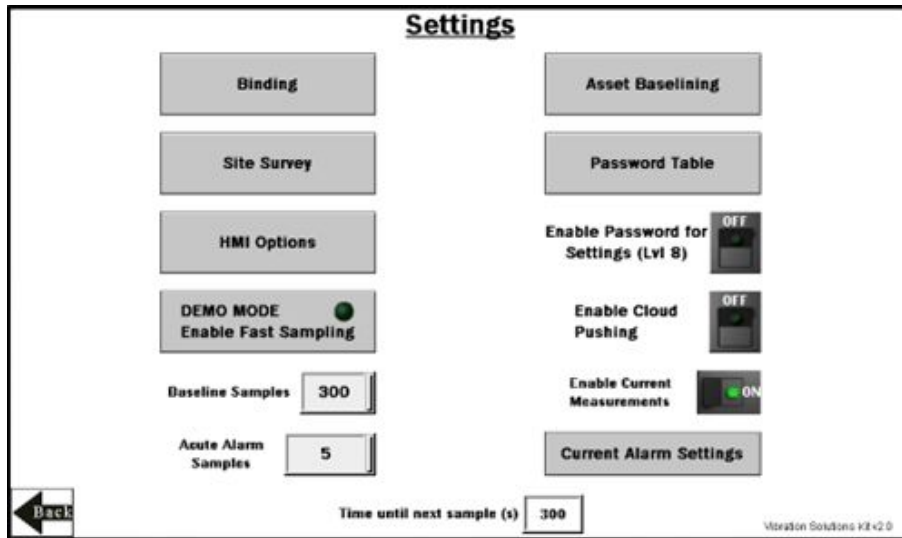 Settings
Binding
Asset Baselining
Site Survey
Password Table
HMI Options
Enable Password for
Settings (Lvl 8)
OFF
DEMO MODE
Enable Fast Sampling
Enable Cloud
Pushing
OFF
Baseline Samples 300
Enable Current
Measurements
ON
Acute Alarm
Samples
5
Current Alarm Settings
Back
Time until next sample (s) 300
Vibration Solutions Kit v2.0